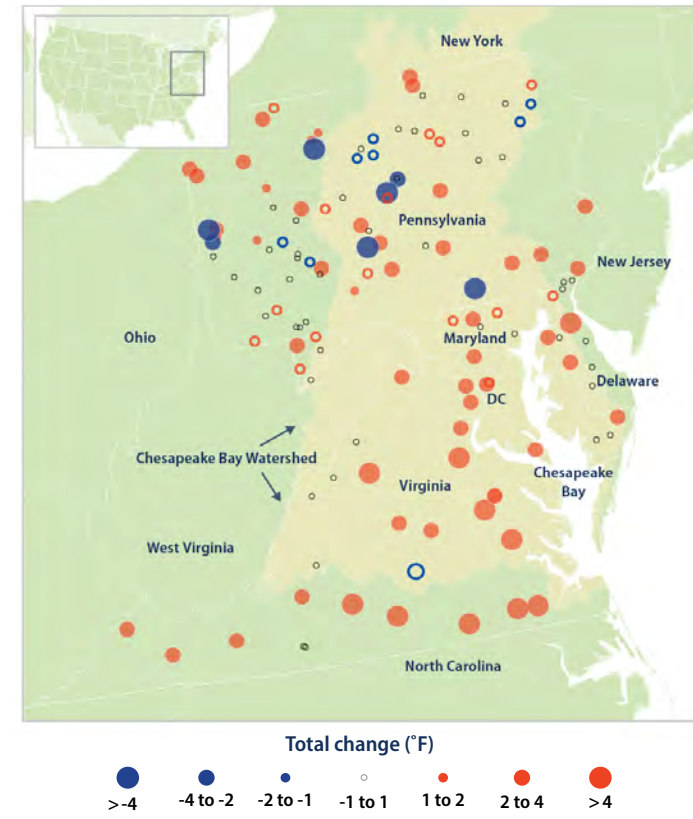 New York
Pennsylvania
New Jersey
Ohio
Maryland
Delaware
DC
Chesapeake Bay Watershed
Chesapeake
Bay
Virginia
West Virginia
North Carolina
Total change (˚F)
> -4 -4 to -2 -2 to -1 -1 to 1 1 to 2 2 to 4 > 4